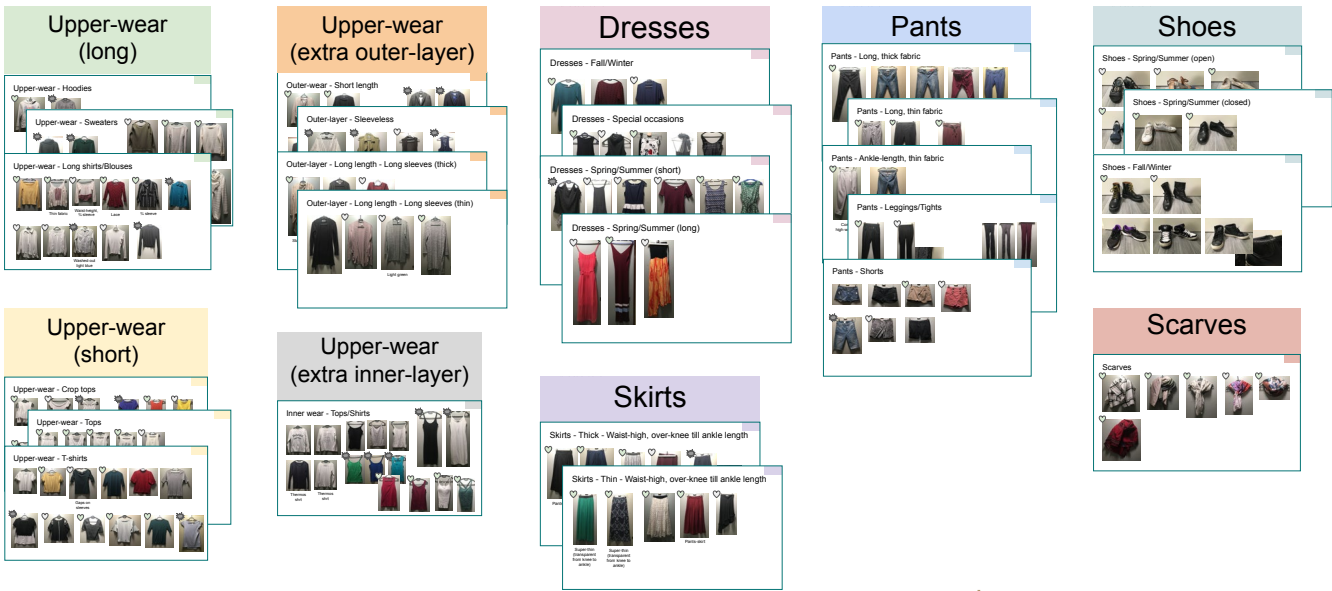 Upper-wear
(long)
Upper-wear - Hoodies
Upper-wear - Sweaters
Upper-wear - Long shirts/Blouses
Thin fabric
Waist-height,
¾ sleeve
Lace
¾ sleeve
Washed-out
light blue
Upper-wear
(extra outer-layer)
Outer-wear - Short length
Outer-layer - Sleeveless
Outer-layer - Long length - Long sleeves (thick)
Outer-layer - Long length - Long sleeves (thin)
Light green
Dresses
Dresses - Fall/Winter
Dresses - Special occasions
Dresses - Spring/Summer (short)
Dresses - Spring/Summer (long)
Pants
Pants - Long, thick fabric
Pants - Long, thin fabric
Pants - Ankle-length, thin fabric
Pants - Leggings/Tights
Pants - Shorts
Shoes
Shoes - Spring/Summer (open)
Shoes - Spring/Summer (closed)
Shoes - Fall/Winter
Upper-wear
(short)
Upper-wear - Crop tops
Upper-wear - Tops
Upper-wear - T-shirts
Gaps on
sleeves
Upper-wear
(extra inner-layer)
Inner wear - Tops/Shirts
Thermos
shirt
Thermos
shirt
Skirts
Skirts - Thick - Waist-high, over-knee till ankle length
Pants
Skirts - Thin - Waist-high, over-knee till ankle length
Super-thin
(transparent
from knee to
ankle)
Super-thin
(transparent
from knee to
ankle)
Pants-skirt
Scarves
Scarves